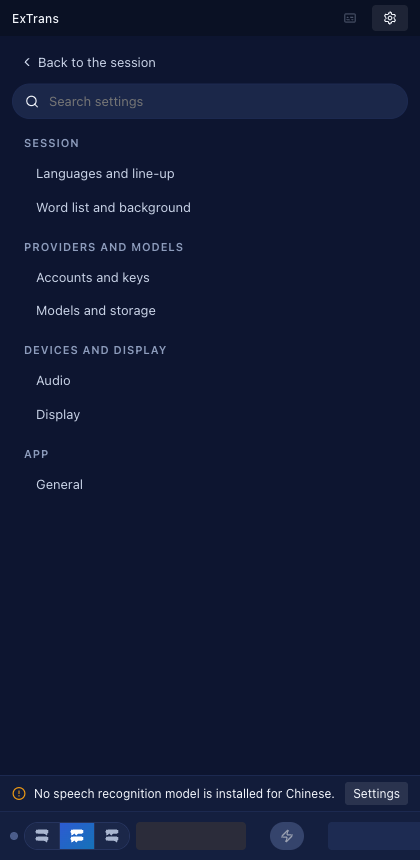 ExTrans
Back to the session
Search settings
SESSION
Languages and line-up
Word list and background
PROVIDERS AND MODELS
Accounts and keys
Models and storage
DEVICES AND DISPLAY
Audio
Display
APP
General
No speech recognition model is installed for Chinese.
Settings